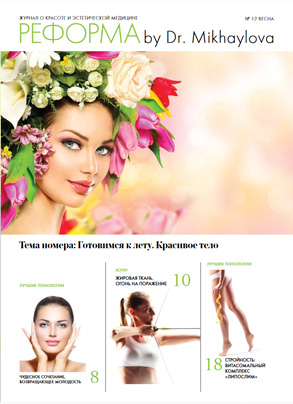 ЖУРНАЛ О КРАСОТЕ И ЭСТЕТИЧЕСКОЙ МЕДИЦИНЕ
№ 12 ВЕСНА
РЕФОРМА by Dr. Mikhaylova
Тема номера: Готовимся к лету. Красивое тело
ЛУЧШИЕ ТЕХНОЛОГИИ
ЧУДЕСНОЕ СОЧЕТАНИЕ,
ВОЗВРАЩАЮЩЕЕ МОЛОДОСТЬ
8
ЖИРОВАЯ ТКАНЬ.
ОГОНЬ НА ПОРАЖЕНИЕ
10
ЛУЧШИЕ ТЕХНОЛОГИИ
18
СТРОЙНОСТЬ:
ВИТАСОМАЛЬНЫЙ
КОМПЛЕКС
«ЛИПОСЛИМ»